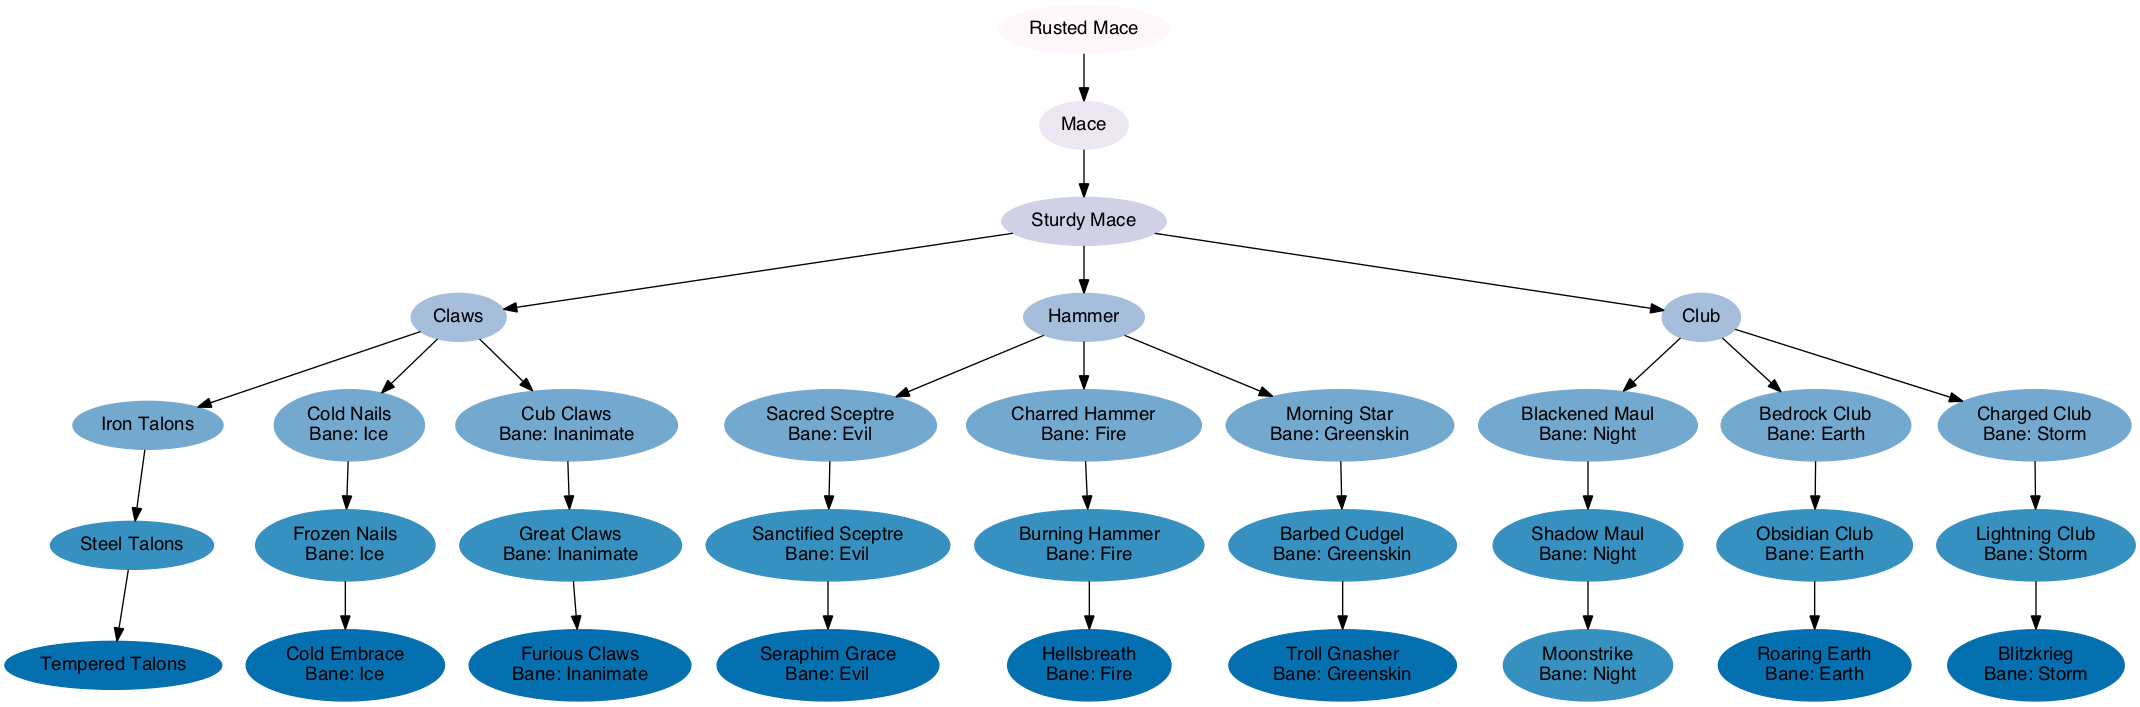 Rusted Mace
Mace
Sturdy Mace
Claws
Hammer
Club
Iron Talons
Cold Nails
Bane: Ice
Cub Claws
Bane: Inanimate
Sacred Sceptre
Bane: Evil
Charred Hammer
Bane: Fire
Morning Star
Bane: Greenskin
Blackened Maul
Bane: Night
Bedrock Club
Bane: Earth
Charged Club
Bane: Storm
Steel Talons
Frozen Nails
Bane: Ice
Great Claws
Bane: Inanimate
Sanctified Sceptre
Bane: Evil
Burning Hammer
Bane: Fire
Barbed Cudgel
Bane: Greenskin
Shadow Maul
Bane: Night
Obsidian Club
Bane: Earth
Lightning Club
Bane: Storm
Tempered Talons
Cold Embrace
Bane: Ice
Furious Claws
Bane: Inanimate
Seraphim Grace
Bane: Evil
Hellsbreath
Bane: Fire
Troll Gnasher
Bane: Greenskin
Moonstrike
Bane: Night
Roaring Earth
Bane: Earth
Blitzkrieg
Bane: Storm